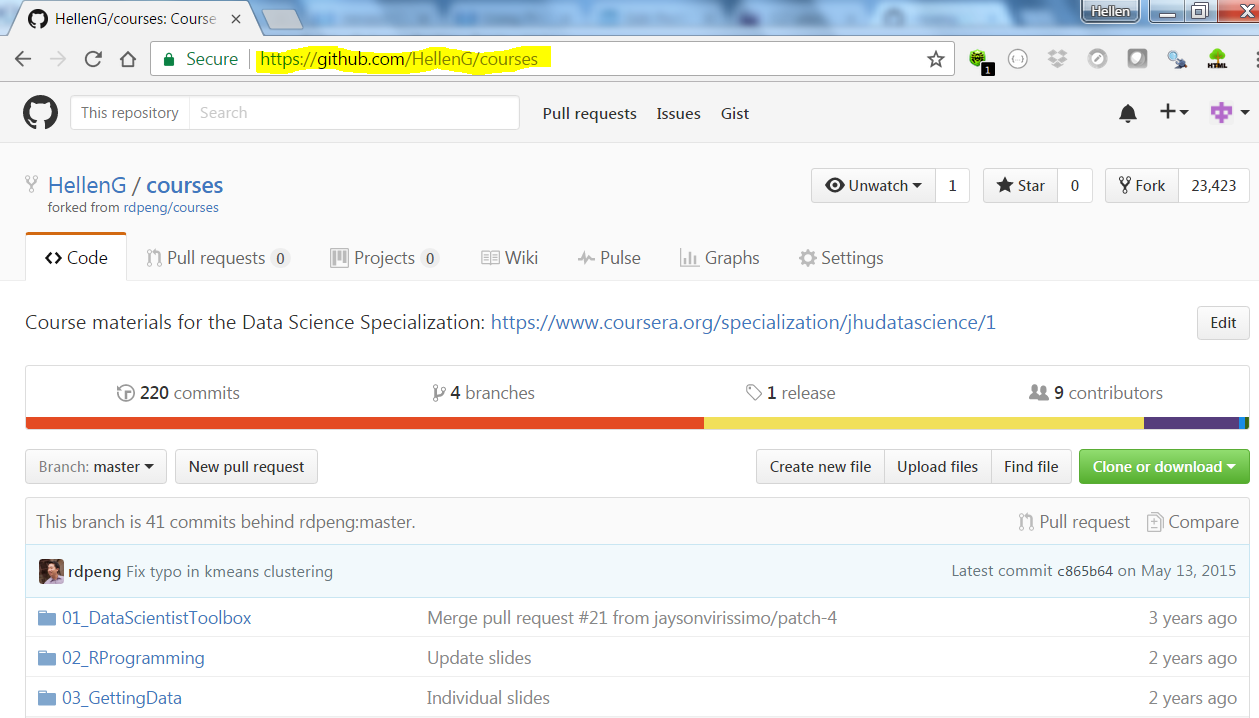 HellenG/courses: Course
Hellen
Secure https://github.com/HellenG/courses
1
HTML
This repository Search Pull requests Issues Gist
HellenG / courses
Unwatch 1 Star 0 Fork 23,423
forked from rdpeng/courses
Code Pull requests 0 Projects 0 Wiki Pulse Graphs Settings
Course materials for the Data Science Specialization: https://www.coursera.org/specialization/jhudatascience/1 Edit
220 commits 4 branches 1 release 9 contributors
Branch: master New pull request Create new file Upload files Find file Clone or download
This branch is 41 commits behind rdpeng:master. Pull request Compare
rdpeng Fix typo in kmeans clustering Latest commit c865b64 on May 13, 2015
01_DataScientistToolbox Merge pull request #21 from jaysonvirissimo/patch-4 3 years ago
02_RProgramming Update slides 2 years ago
03_GettingData Individual slides 2 years ago